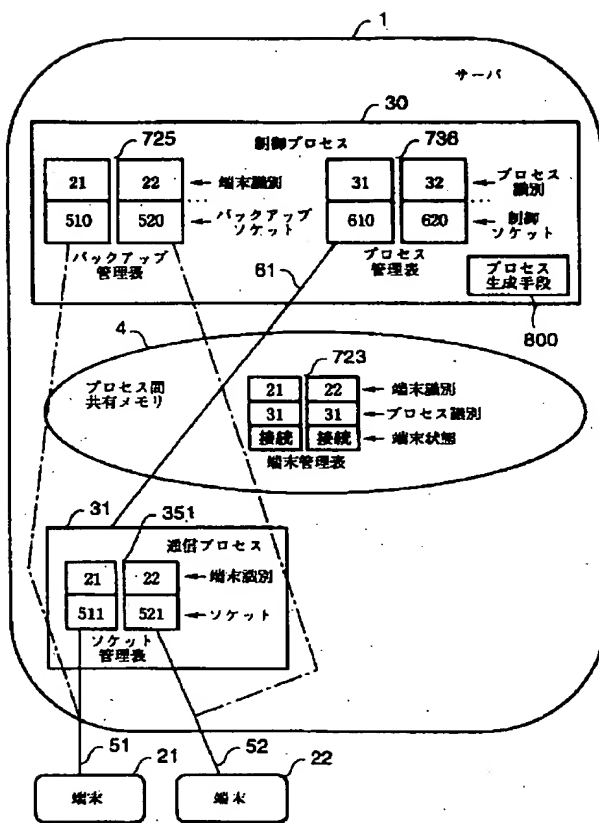 1
サーバ
30
725
制御プロセス
736
21 22 端末識別
510 520 バックアップ
ソケット
バックアップ
管理表
31 32 プロセス
識別
610 620 制御
ソケット
プロセス
管理表
プロセス
生成手段
61
800
4
723
プロセス間
共有メモリ
21 22 端末識別
31 31 プロセス識別
接続 接続 端末状態
端末管理表
31
351
通信プロセス
21 22 端末識別
511 521 ソケット
ソケット
管理表
51
21
52
22
端末
端末